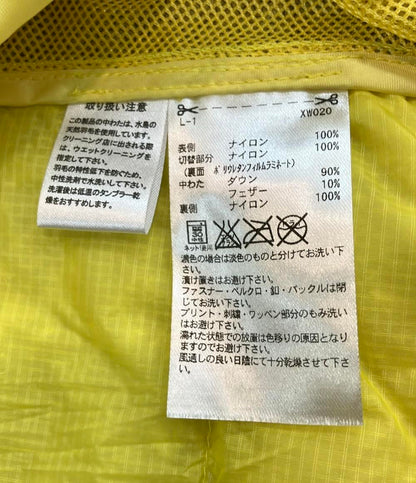 取り扱い注意
この製品の中わたは、水鳥の
天然羽毛を使用しています。
クリーニング店に出される際
は、ウェットクリーニングを
指定して下さい。
羽毛の特性低下を防ぐため、
中性洗剤で水洗いして下さい。
洗濯後は低温のタンブラー乾
燥をおすすめします。
L-1 XW020
表側 ナイロン 100%
切替部分 ナイロン 100%
(裏面 ポリウレタンフィルムラミネート)
中わた ダウン 90%
フェザー 10%
裏側 ナイロン 100%
中性
ネット使用
濃色の場合は淡色のものと分けてお洗い下
さい。
漬け置きはお避け下さい。
ファスナー・ベルクロ・釦・バックルは閉
じてお洗い下さい。
プリント・刺繍・ワッペン部分のもみ洗い
はお避け下さい。
濡れた状態での放置は色移りの原因となり
ますのでお避け下さい。
風通しの良い日陰にて十分乾燥させて下さ
い。